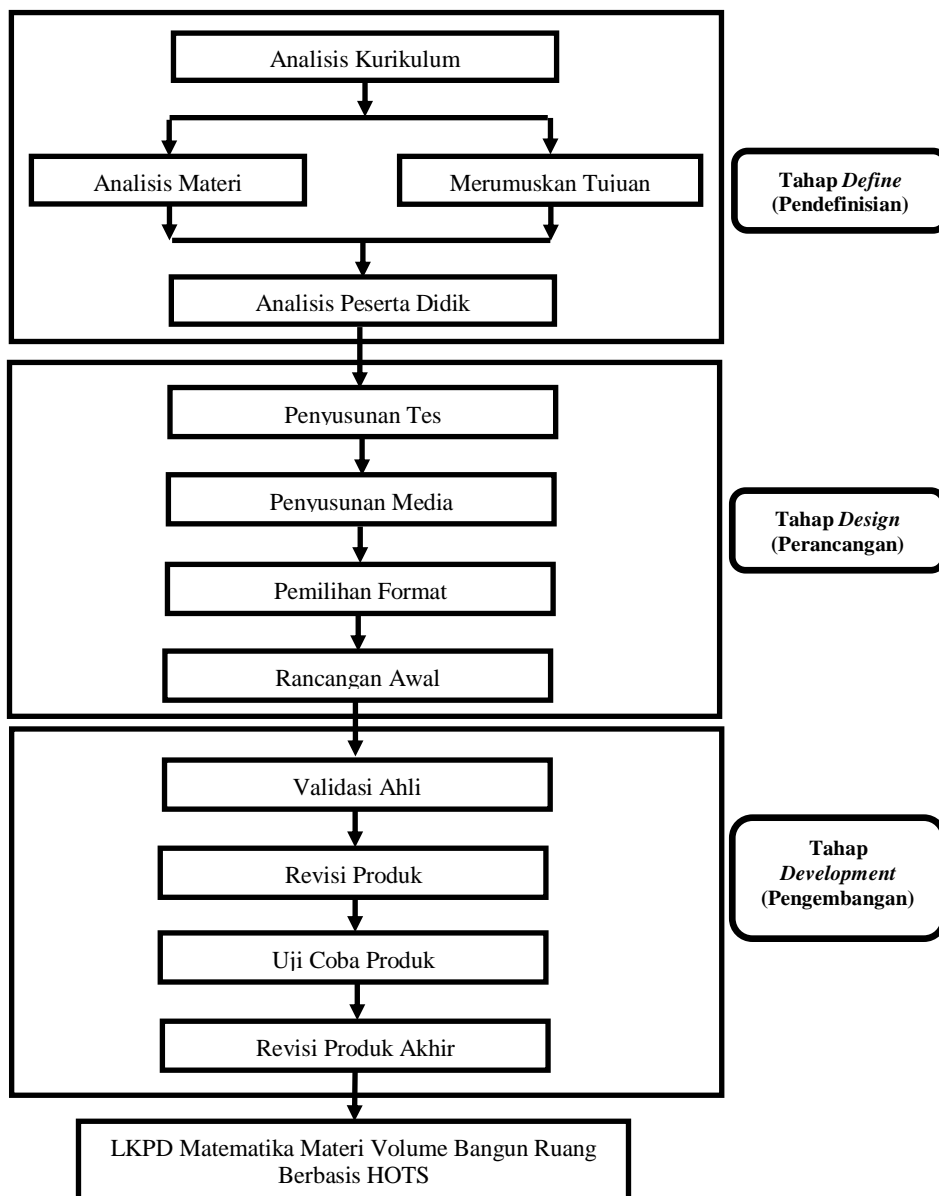 Analisis Kurikulum
Analisis Materi
Merumuskan Tujuan
Analisis Peserta Didik
Tahap Define
(Pendefinisian)
Penyusunan Tes
Penyusunan Media
Pemilihan Format
Rancangan Awal
Tahap Design
(Perancangan)
Validasi Ahli
Revisi Produk
Uji Coba Produk
Revisi Produk Akhir
Tahap
Development
(Pengembangan)
LKPD Matematika Materi Volume Bangun Ruang
Berbasis HOTS